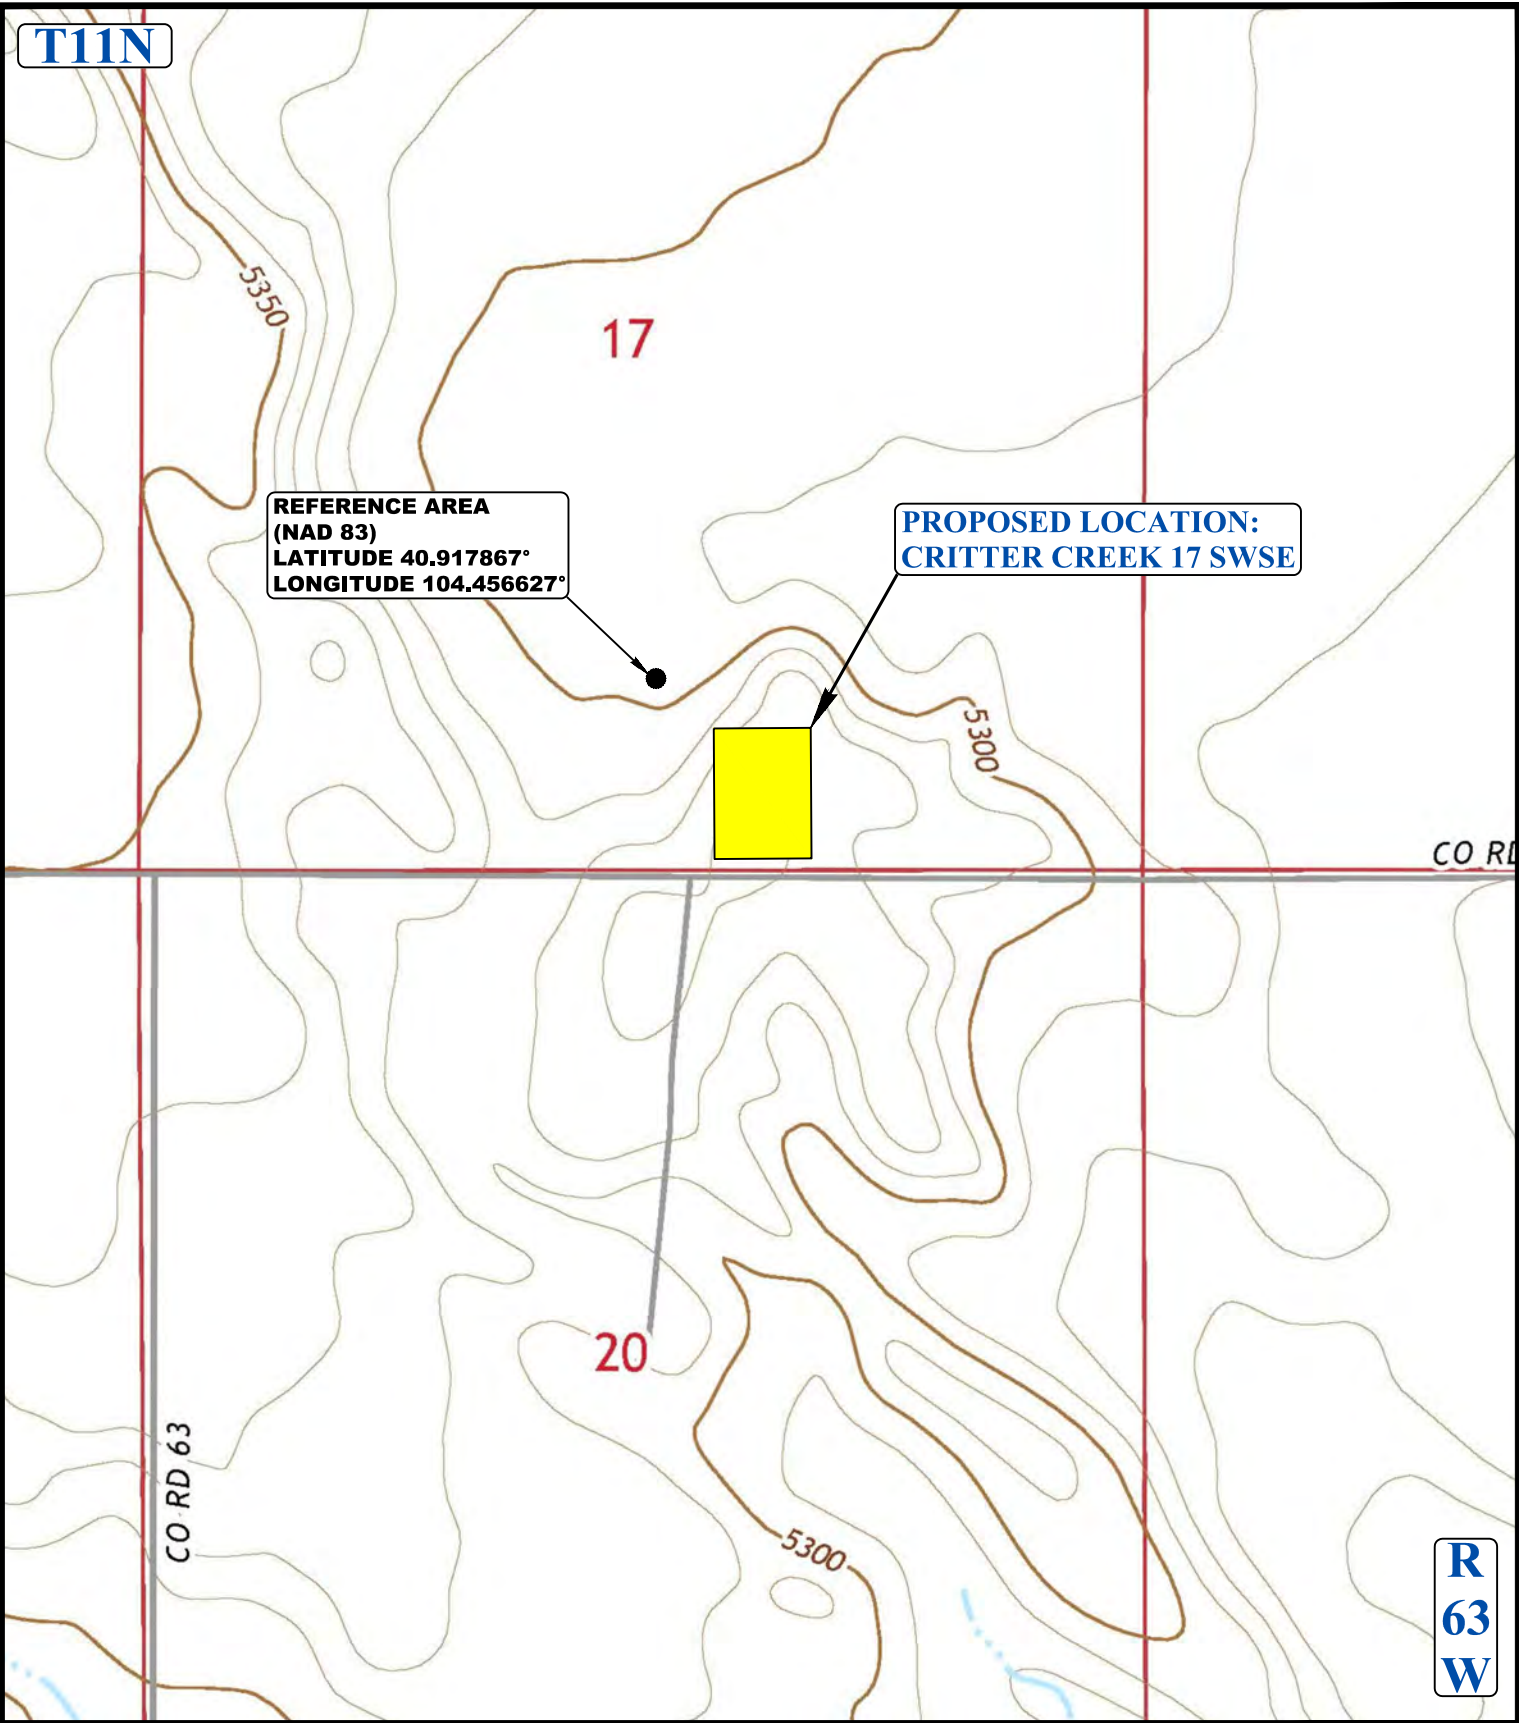 T11N
5350
17
REFERENCE AREA
(NAD 83)
LATITUDE 40.917867°
LONGITUDE 104.456627°
PROPOSED LOCATION:
CRITTER CREEK 17 SWSE
5300
CO RD
20
CO RD 63
5300
R
63
W